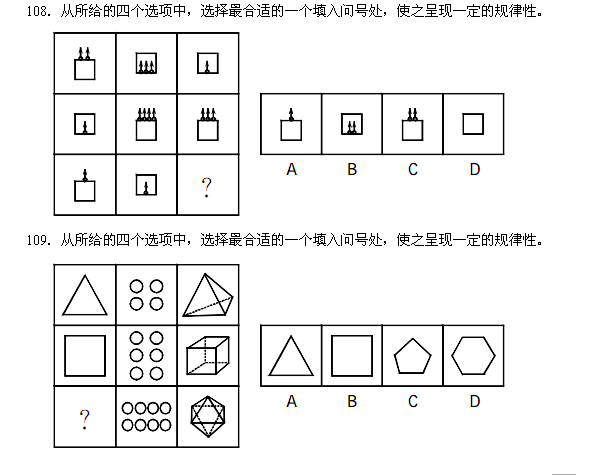 108. 从所给的四个选项中，选择最合适的一个填入问号处，使之呈现一定的规律性。
?
A B C D
109. 从所给的四个选项中，选择最合适的一个填入问号处，使之呈现一定的规律性。
?
A B C D